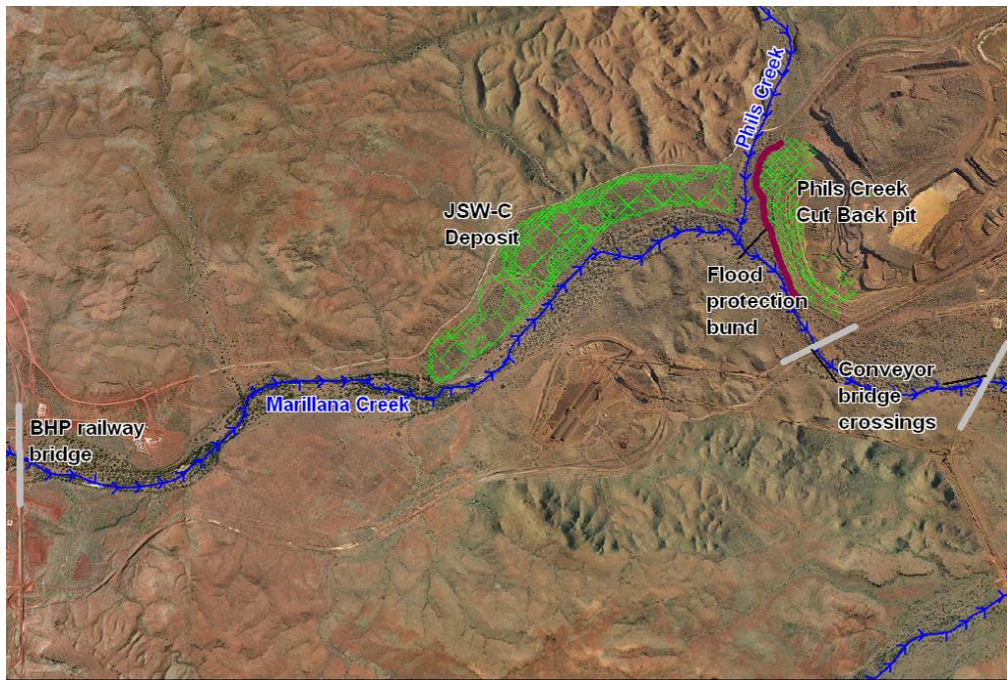 Phils Creek
JSW-C
Deposit
Phils Creek
Cut Back pit
Flood
protection
bund
Marillana Creek
Conveyor
bridge
crossings
BHP railway
bridge